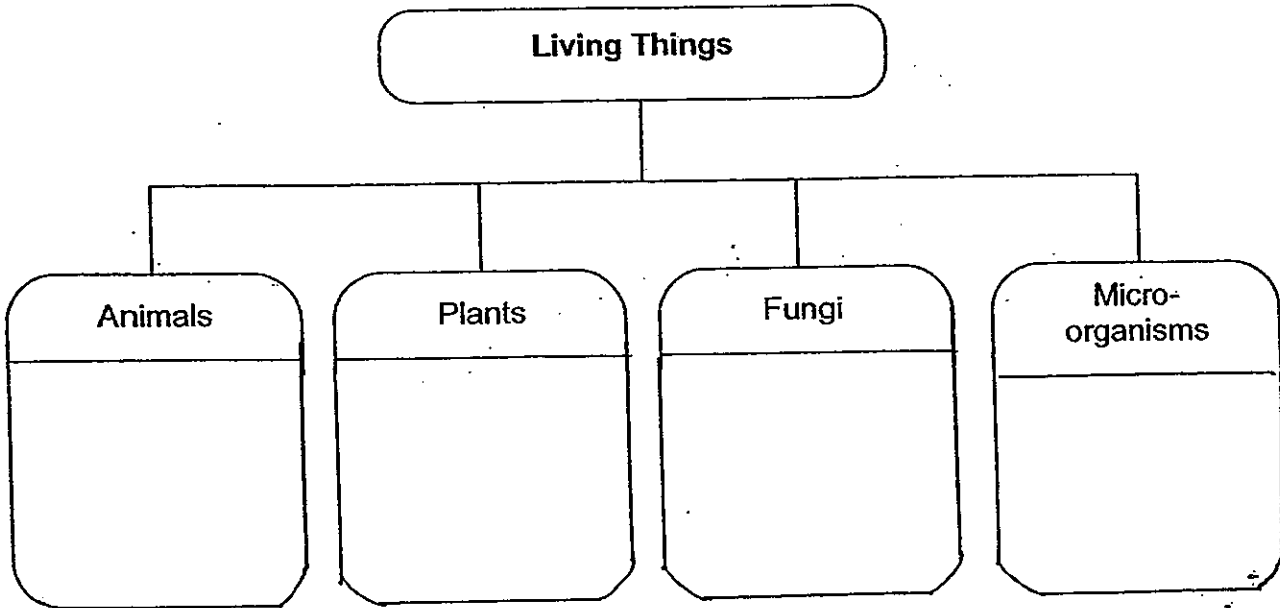 Living Things
Animals
Plants
Fungi
Micro-
organisms